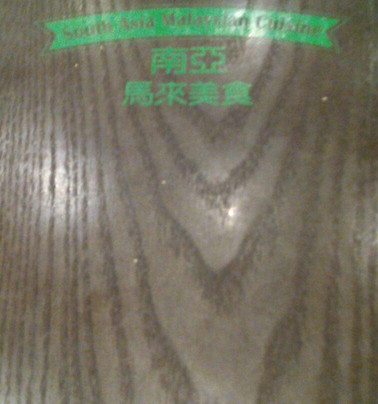 South Asia Malaysian Cuisine
南亞
馬來美食